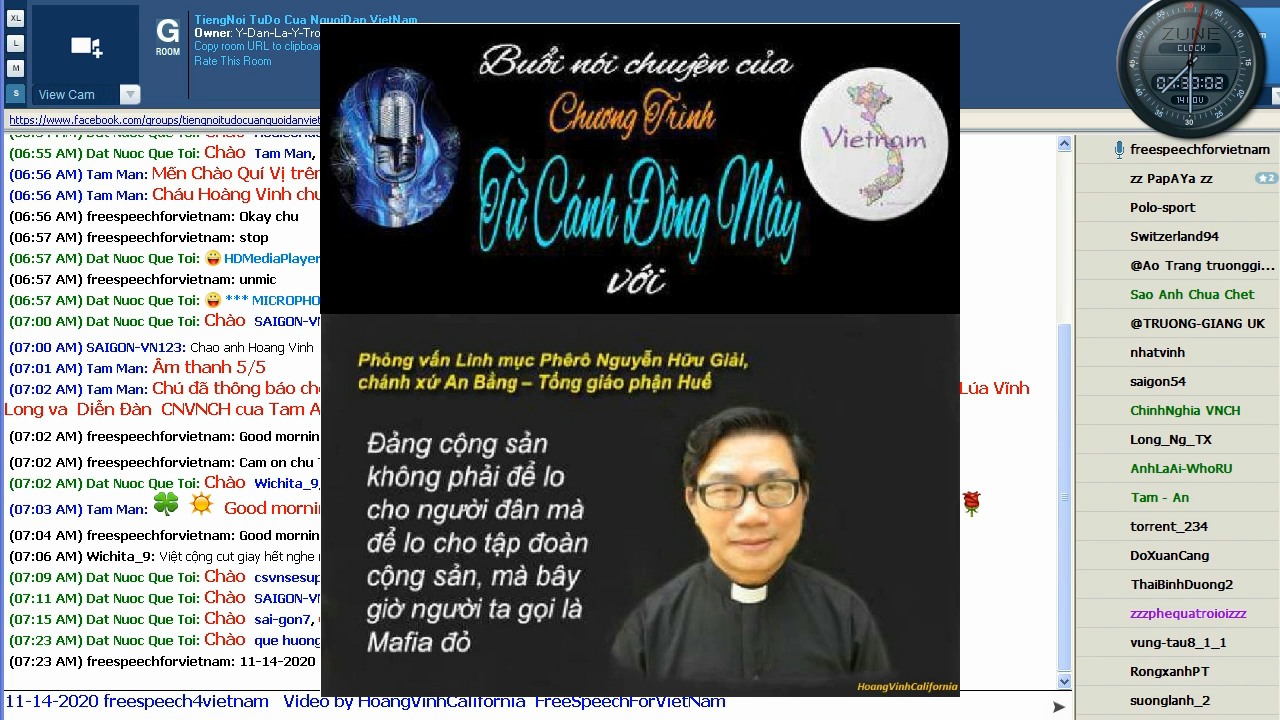 XL
L
M
S
View Cam
G
ROOM
TiengNoi TuDo Cua NguoiDan VietNam
Owner: Y-Dan-La-Y-Tro
Copy room URL to clipboar
Rate This Room
https://www.facebook.com/groups/tiengnoitudocuanguoidanviet
(06:55 AM) Dat Nuoc Que Toi: Chào Tam Man,
(06:56 AM) Tam Man: Mến Chào Quí Vị trên
(06:56 AM) Tam Man: Cháu Hoàng Vinh chu
(06:56 AM) freespeechforvietnam: Okay chu
(06:57 AM) freespeechforvietnam: stop
(06:57 AM) Dat Nuoc Que Toi: HDMediaPlayer
(06:57 AM) freespeechforvietnam: unmic
(06:57 AM) Dat Nuoc Que Toi: *** MICROPHO
(07:00 AM) Dat Nuoc Que Toi: Chào SAIGON-VN
(07:00 AM) SAIGON-VN123: Chao anh Hoang Vinh
(07:01 AM) Tam Man: Âm thanh 5/5
(07:02 AM) Tam Man: Chú đã thông báo ch
Lúa Vĩnh
Long va Diễn Đàn CNVNCH cua Tam A
(07:02 AM) freespeechforvietnam: Good mornin
(07:02 AM) freespeechforvietnam: Cam on chu
(07:02 AM) Dat Nuoc Que Toi: Chào Wichita_9,
(07:03 AM) Tam Man: Good mornin
(07:04 AM) freespeechforvietnam: Good mornin
(07:06 AM) Wichita_9: Việt cộng cut giay hết nghe
(07:09 AM) Dat Nuoc Que Toi: Chào csvnsesup
(07:11 AM) Dat Nuoc Que Toi: Chào SAIGON-VN
(07:15 AM) Dat Nuoc Que Toi: Chào sai-gon7,
(07:23 AM) Dat Nuoc Que Toi: Chào que huong
(07:23 AM) freespeechforvietnam: 11-14-2020
11-14-2020 freespeech4vietnam Video by HoangVinhCalifornia FreeSpeechForVietNam
Buổi nói chuyện của
Chương Trình
Từ Cánh Đồng Mây
với
Vietnam
Phỏng vấn Linh mục Phêrô Nguyễn Hữu Giải,
chánh xứ An Bằng – Tổng giáo phận Huế
Đảng cộng sản
không phải để lo
cho người đân mà
để lo cho tập đoàn
cộng sản, mà bây
giờ người ta gọi là
Mafia đỏ
HoangVinhCalifornia
ZUNE
CLOCK
07:30:02
14 NOV
freespeechforvietnam
zz PapAYa zz
2
Polo-sport
Switzerland94
@Ao Trang truonggi...
Sao Anh Chua Chet
@TRUONG-GIANG UK
nhatvinh
saigon54
ChinhNghia VNCH
Long_Ng_TX
AnhLaAi-WhoRU
Tam - An
torrent_234
DoXuanCang
ThaiBinhDuong2
zzzphequatroioizzz
vung-tau8_1_1
RongxanhPT
suonglanh_2